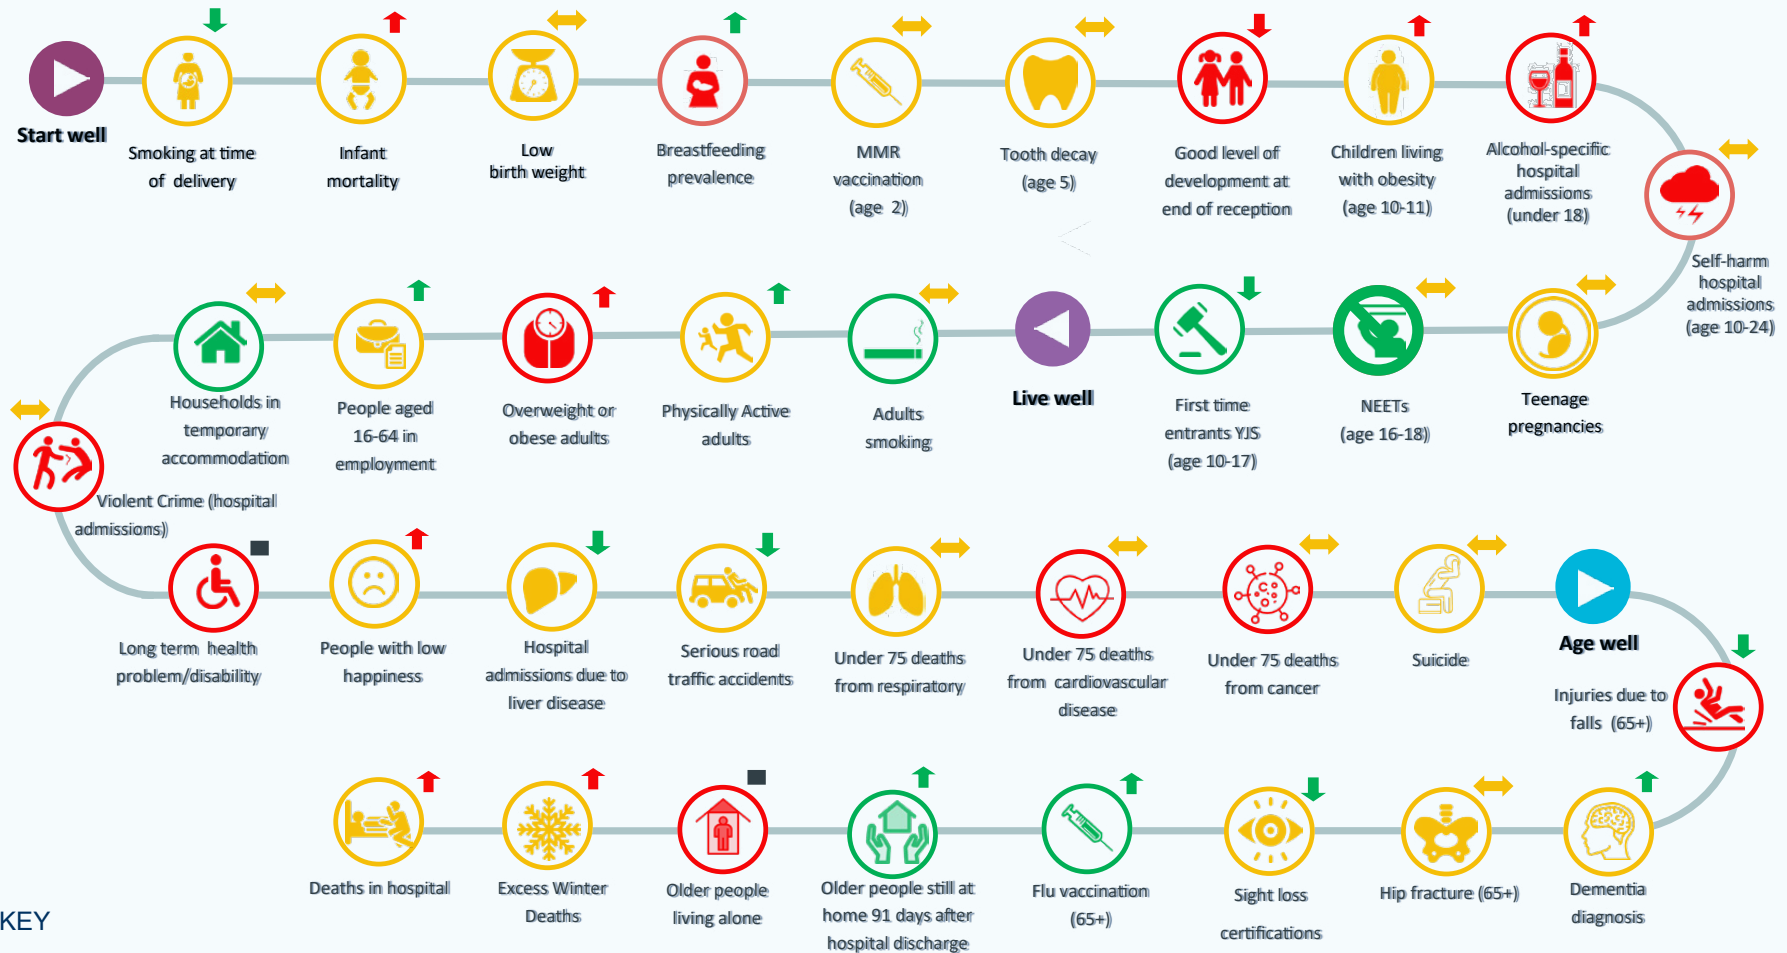 Start well
Smoking at time
of delivery
Infant
mortality
Low
birth weight
Breastfeeding
prevalence
MMR
vaccination
(age 2)
Tooth decay
(age 5)
Good level of
development at
end of reception
Children living
with obesity
(age 10-11)
Alcohol-specific
hospital
admissions
(under 18)
Self-harm
hospital
admissions
(age 10-24)
Teenage
pregnancies
NEETs
(age 16-18)
First time
entrants YJS
(age 10-17)
Live well
Adults
smoking
Physically Active
adults
Overweight or
obese adults
People aged
16-64 in
employment
Households in
temporary
accommodation
Violent Crime (hospital
admissions)
Long term health
problem/disability
People with low
happiness
Hospital
admissions due to
liver disease
Serious road
traffic accidents
Under 75 deaths
from respiratory
Under 75 deaths
from cardiovascular
disease
Under 75 deaths
from cancer
Suicide
Age well
Injuries due to
falls (65+)
Dementia
diagnosis
Hip fracture (65+)
Sight loss
certifications
Flu vaccination
(65+)
Older people still at
home 91 days after
hospital discharge
Older people
living alone
Excess Winter
Deaths
Deaths in hospital
KEY